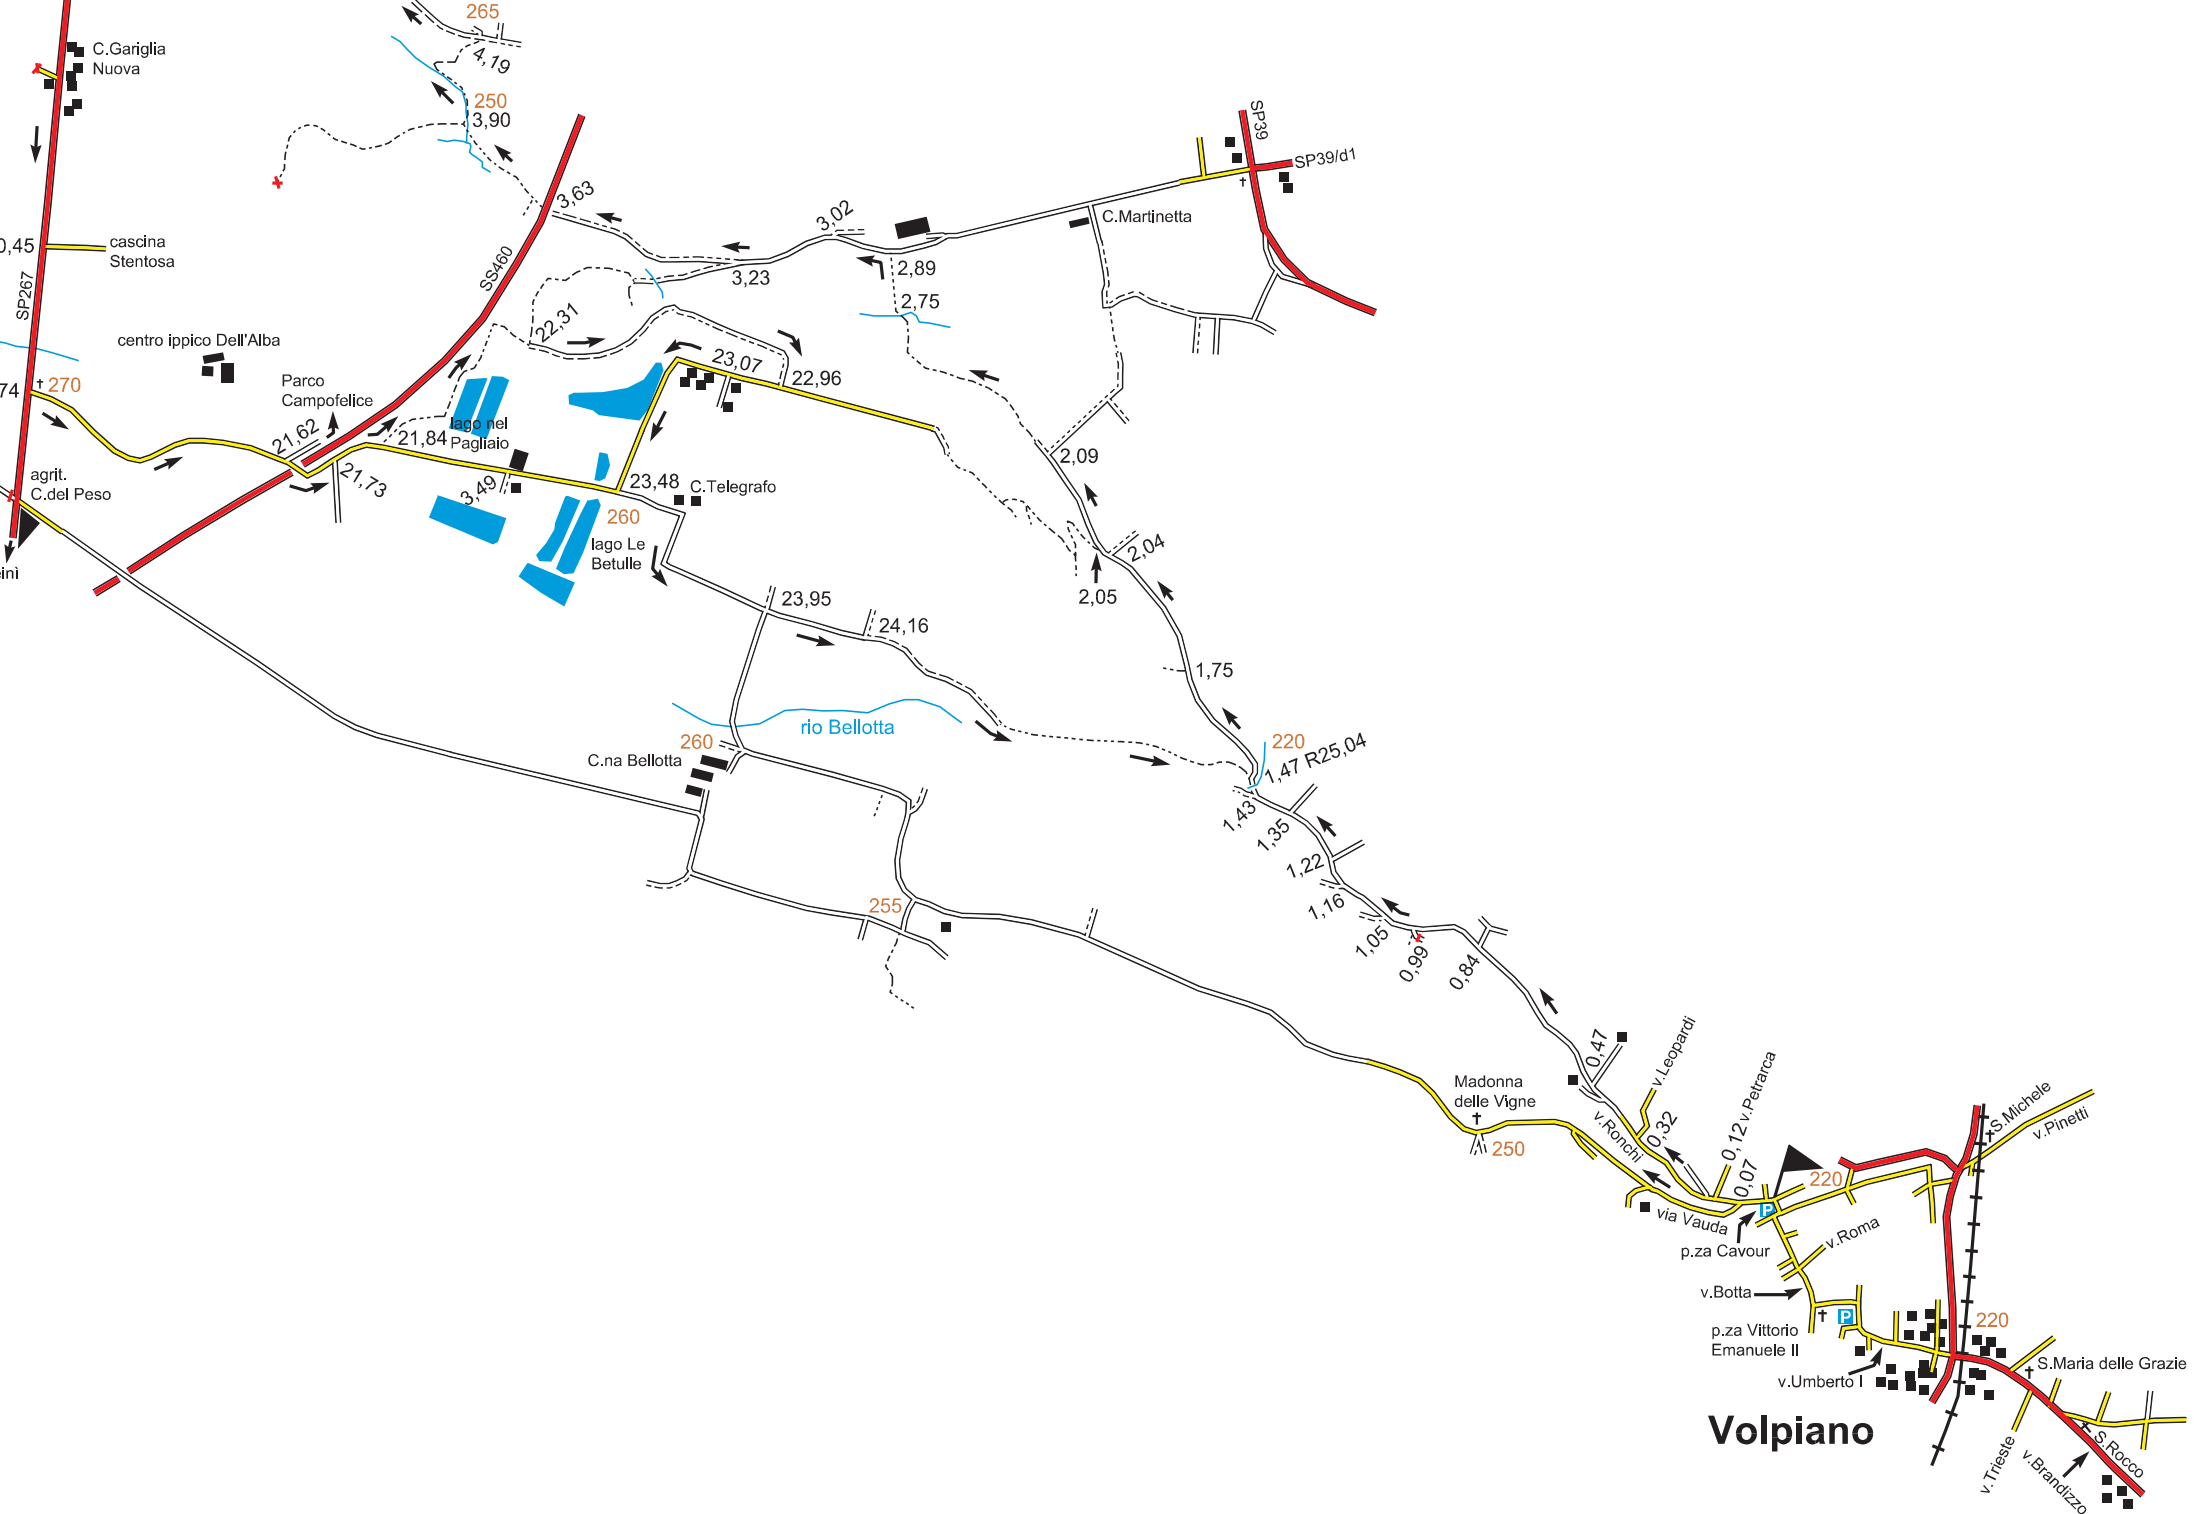 265
C.Gariglia
Nuova
4,19
250
3,90
SP39
SP39/d1
3,63
3,02
C.Martinetta
0,45
cascina
Stentosa
SS460
SP267
3,23
2,89
2,75
22,31
centro ippico Dell'Alba
23,07
22,96
270
74
Parco
Campofelice
21,62
21,84
lago nel
Pagliaio
21,73
2,09
agrit.
C.del Peso
3,49
23,48
C.Telegrafo
260
lago Le
Betulle
2,04
einì
2,05
23,95
24,16
1,75
rio Bellotta
260
C.na Bellotta
220
1,47 R25,04
1,43
1,35
1,22
1,16
255
1,05
0,99
0,84
0,47
v.Leopardi
0,12 v.Petrarca
Madonna
delle Vigne
250
v.Ronchi
0,32
0,07
S.Michele
v.Pinetti
220
P
via Vauda
p.za Cavour
v.Roma
v.Botta
P
p.za Vittorio
Emanuele II
220
v.Umberto I
S.Maria delle Grazie
Volpiano
v.Trieste
S.Rocco
v.Brandizzo